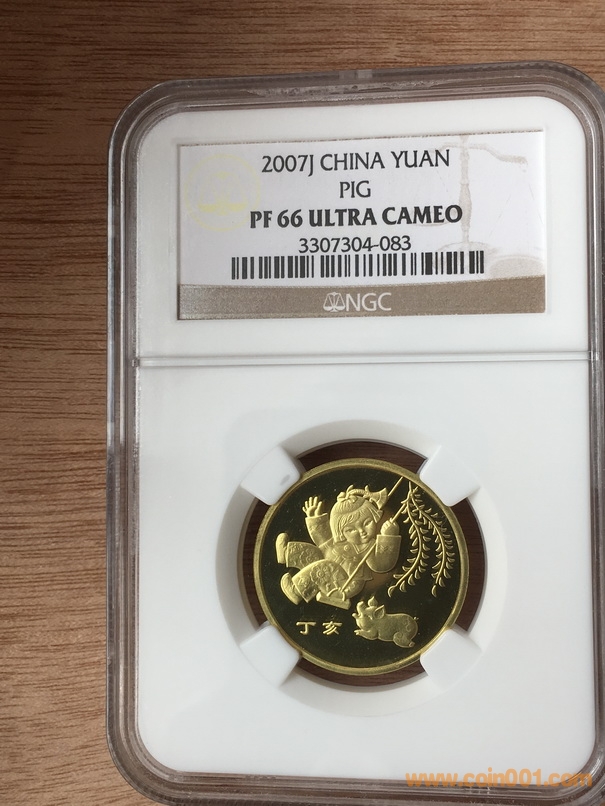 2007J CHINA YUAN
PIG
PF 66 ULTRA CAMEO
3307304-083
NGC
丁亥
www.coin001.com